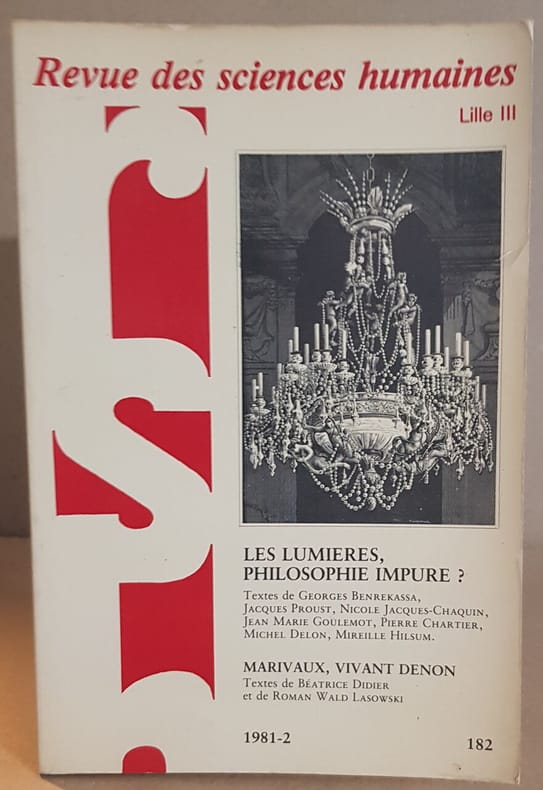 Revue des sciences humaines
Lille III
LES LUMIERES,
PHILOSOPHIE IMPURE ?
Textes de GEORGES BENREKASSA,
JACQUES PROUST, NICOLE JACQUES-CHAQUIN,
JEAN MARIE GOULEMOT, PIERRE CHARTIER,
MICHEL DELON, MIREILLE HILSUM.
MARIVAUX, VIVANT DENON
Textes de BÉATRICE DIDIER
et de ROMAN WALD LASOWSKI
1981-2
182